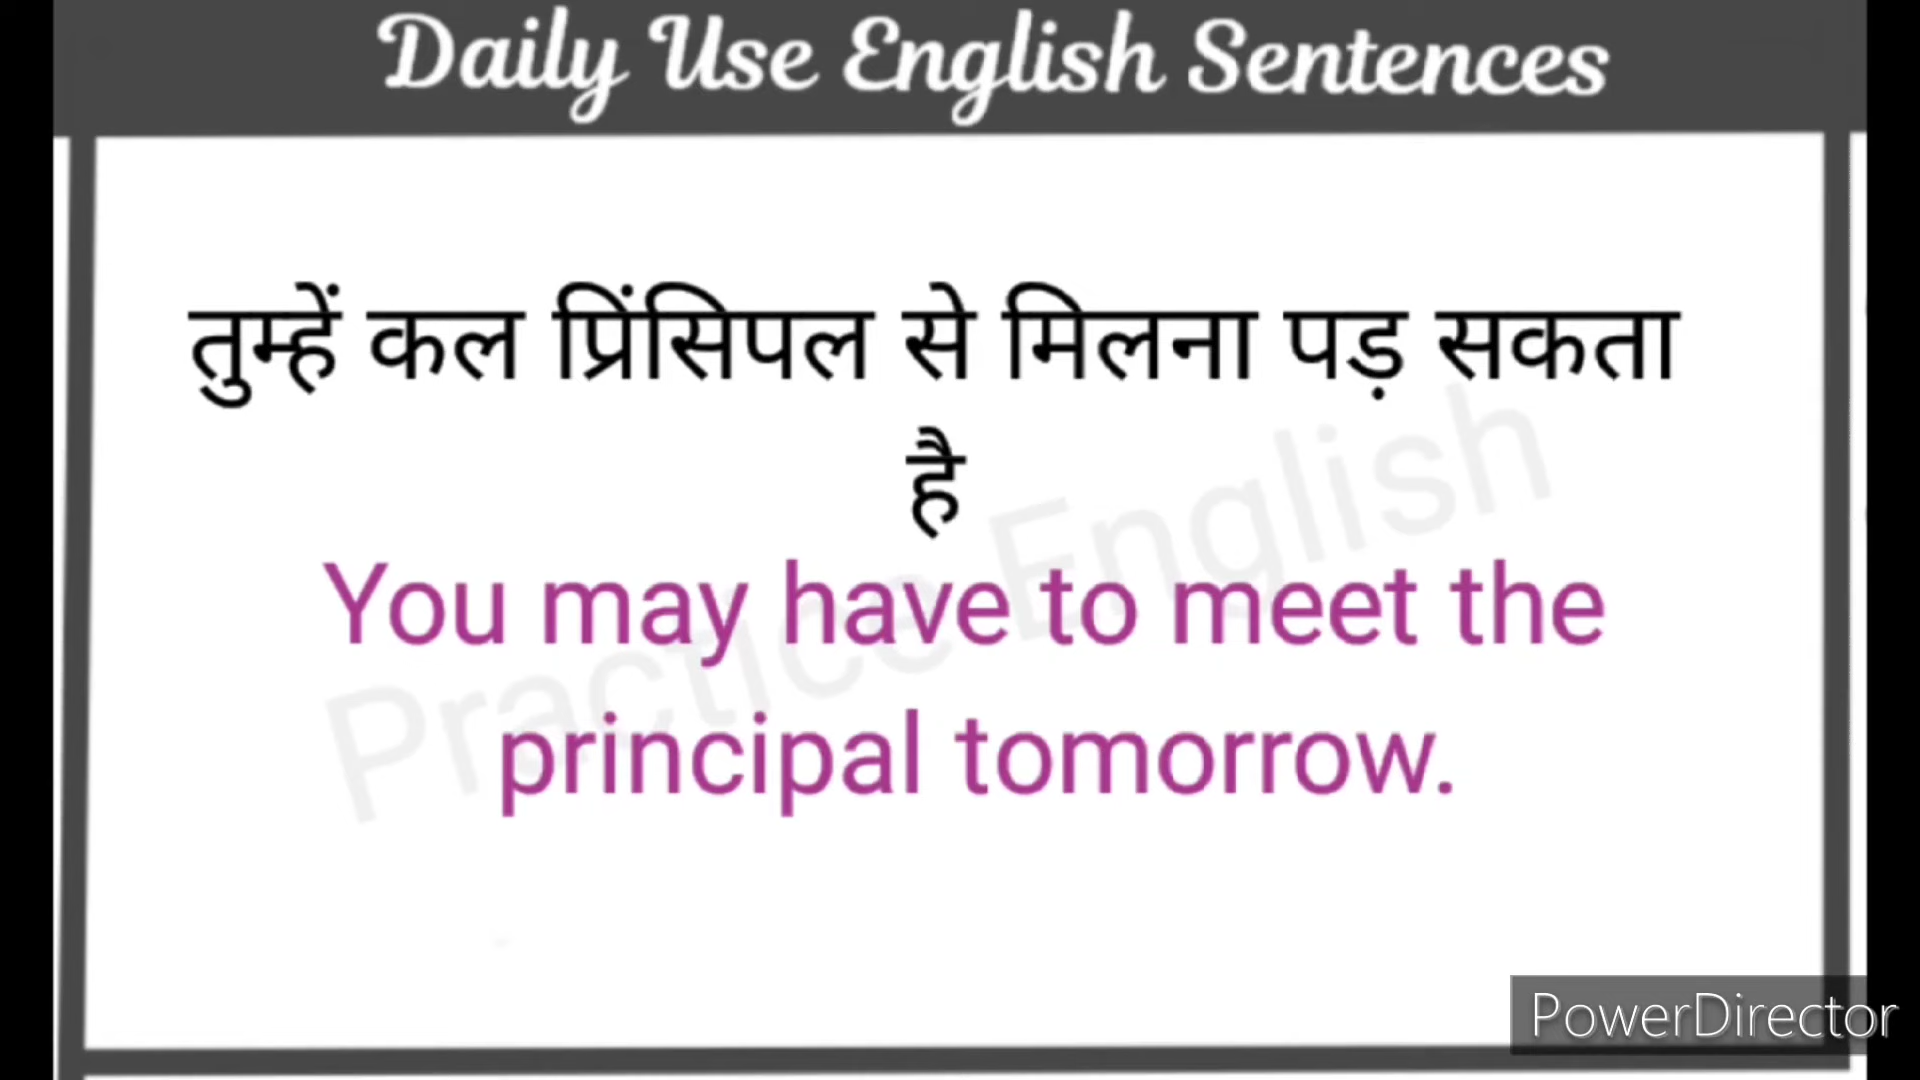 Daily Use English Sentences
तुम्हें कल प्रिंसिपल से मिलना पड़ सकता
है
You may have to meet the
principal tomorrow.
Practice English
PowerDirector